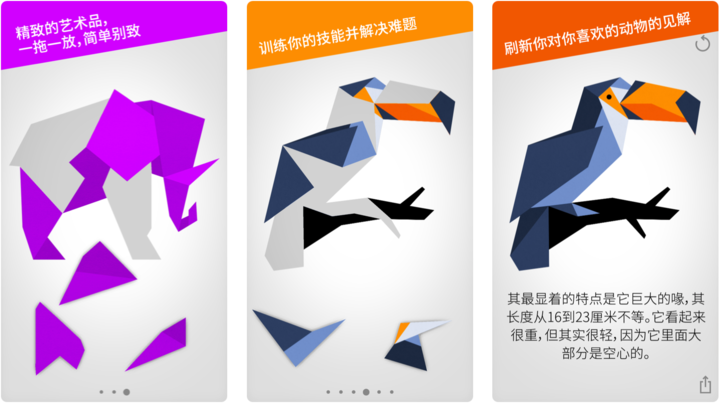 精致的艺术品，
一拖一放，简单别致
训练你的技能并解决难题
刷新你对你喜欢的动物的见解
其最显着的特点是它巨大的喙，其
长度从16到23厘米不等。它看起来
很重，但其实很轻，因为它里面大
部分是空心的。